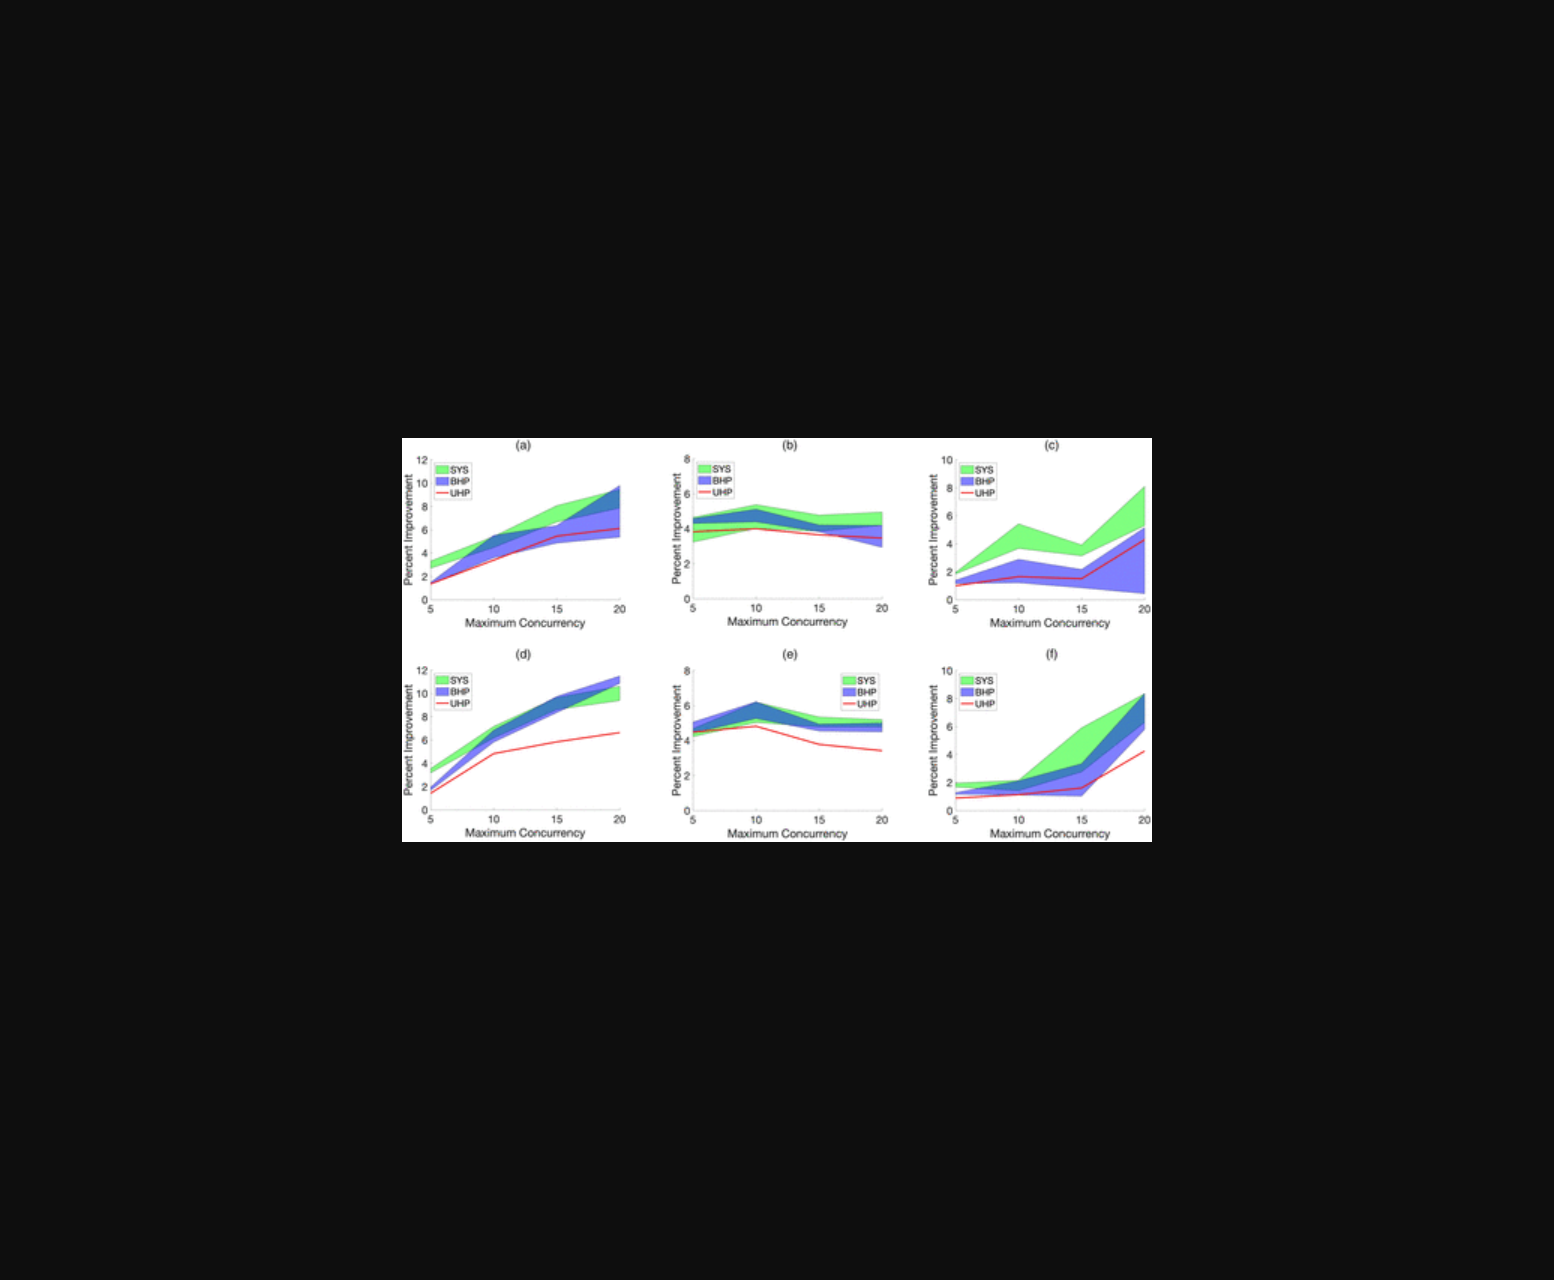 (a)
12
10
8
6
4
2
0
Percent Improvement
SYS
BHP
UHP
5 10 15 20
Maximum Concurrency
(b)
8
6
4
2
0
Percent Improvement
SYS
BHP
UHP
5 10 15 20
Maximum Concurrency
(c)
10
8
6
4
2
0
Percent Improvement
SYS
BHP
UHP
5 10 15 20
Maximum Concurrency
(d)
12
10
8
6
4
2
0
Percent Improvement
SYS
BHP
UHP
5 10 15 20
Maximum Concurrency
(e)
8
6
4
2
0
Percent Improvement
SYS
BHP
UHP
5 10 15 20
Maximum Concurrency
(f)
10
8
6
4
2
0
Percent Improvement
SYS
BHP
UHP
5 10 15 20
Maximum Concurrency